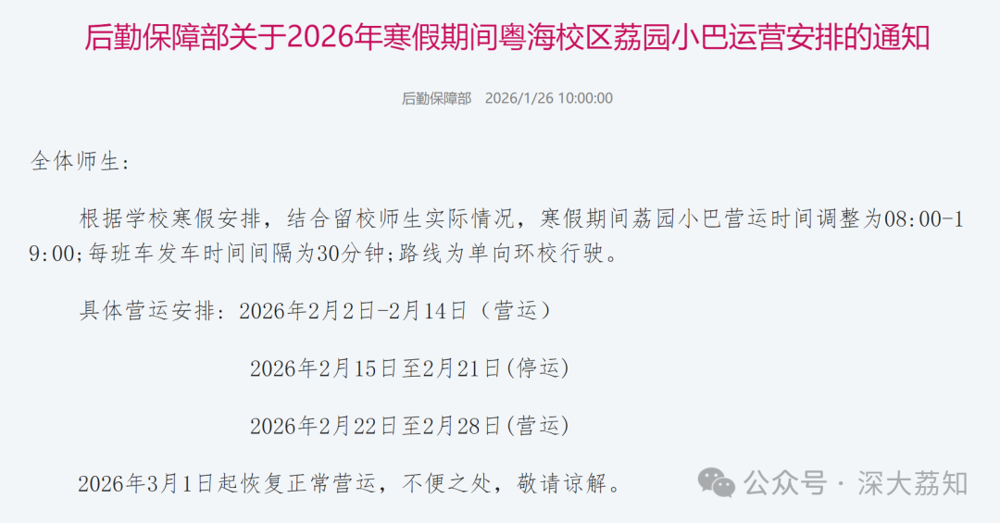 后勤保障部关于2026年寒假期间粤海校区荔园小巴运营安排的通知
后勤保障部 2026/1/26 10:00:00
全体师生:
根据学校寒假安排，结合留校师生实际情况，寒假期间荔园小巴营运时间调整为08:00-1
9:00;每班车发车时间间隔为30分钟;路线为单向环校行驶。
具体营运安排: 2026年2月2日-2月14日（营运）
2026年2月15日至2月21日(停运)
2026年2月22日至2月28日(营运)
2026年3月1日起恢复正常营运，不便之处，敬请谅解。
公众号·深大荔知